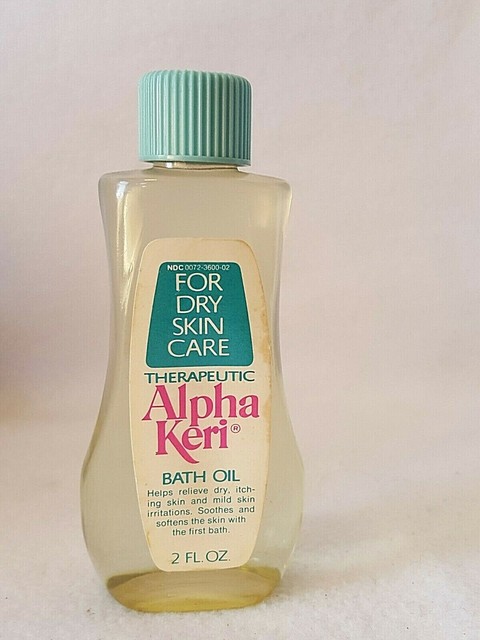 NDC 0072-3600-02
FOR
DRY
SKIN
CARE
THERAPEUTIC
Alpha
Keri®
BATH OIL
Helps relieve dry, itch-
ing skin and mild skin
irritations. Soothes and
softens the skin with
the first bath.
2 FL. OZ.